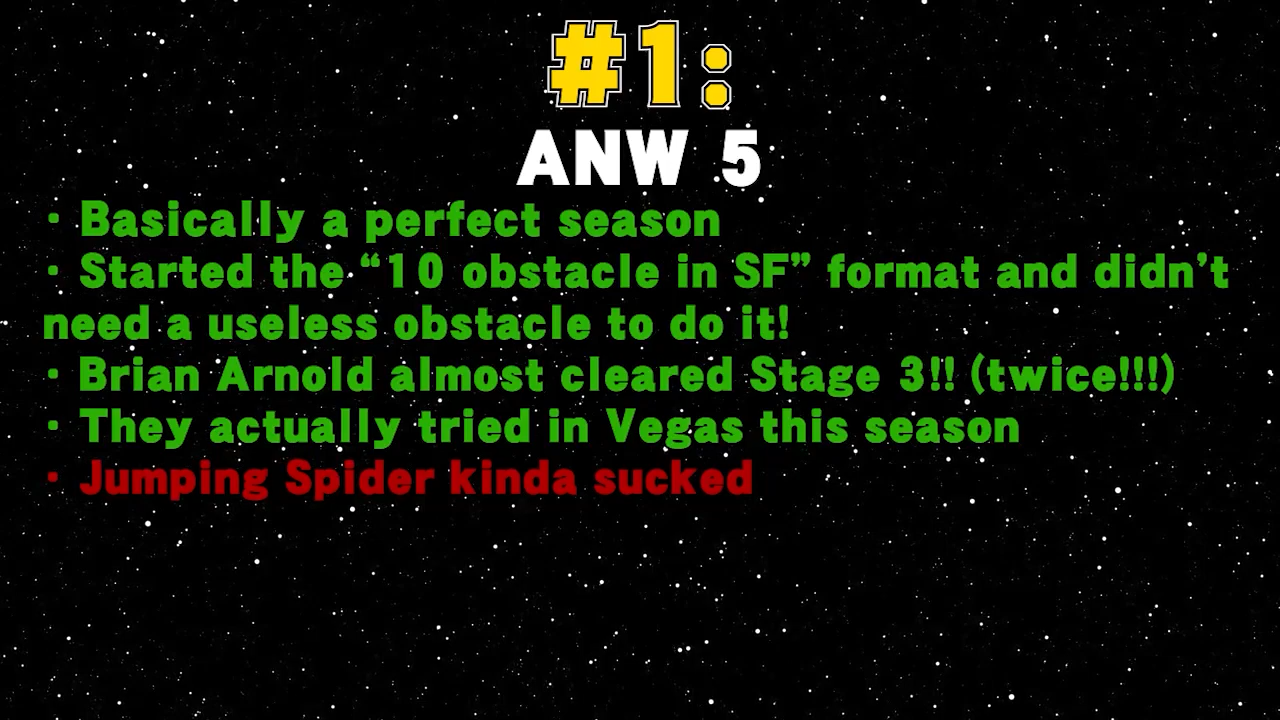 #1:
ANW 5
· Basically a perfect season
· Started the “10 obstacle in SF” format and didn’t
need a useless obstacle to do it!
· Brian Arnold almost cleared Stage 3!! (twice!!!)
· They actually tried in Vegas this season
· Jumping Spider kinda sucked